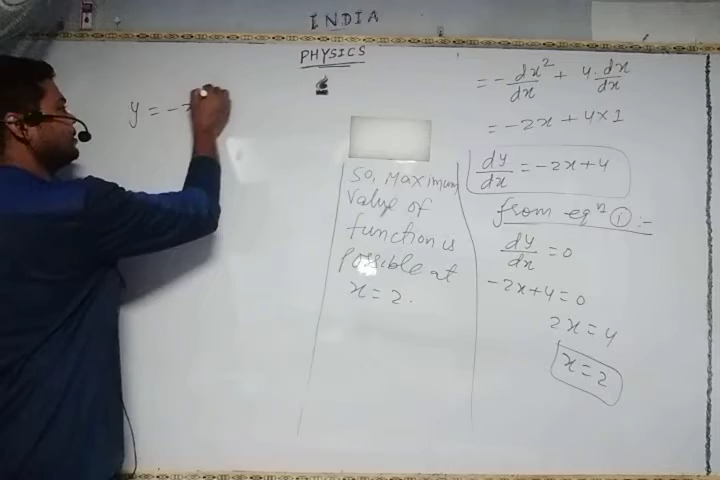 INDIA
PHYSICS
y = -x
So, Maximum
Value of
function is
possible at
x = 2.
= - dx²/dx + 4. dx/dx
= -2x + 4 × 1
dy/dx = -2x + 4
from eqⁿ ① :-
dy/dx = 0
-2x + 4 = 0
2x = 4
x = 2